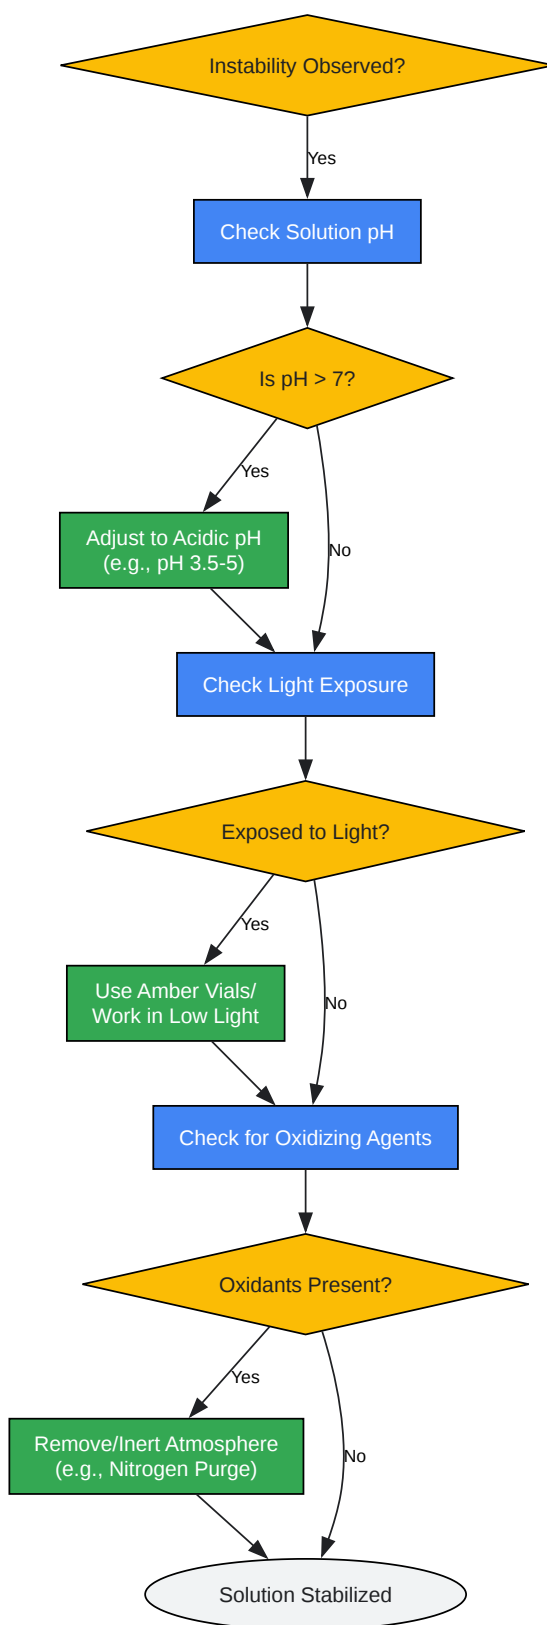 Instability Observed?
Yes
Check Solution pH
Is pH > 7?
Yes
Adjust to Acidic pH
(e.g., pH 3.5-5)
No
Check Light Exposure
Exposed to Light?
Yes
Use Amber Vials/
Work in Low Light
No
Check for Oxidizing Agents
Oxidants Present?
Yes
Remove/Inert Atmosphere
(e.g., Nitrogen Purge)
No
Solution Stabilized